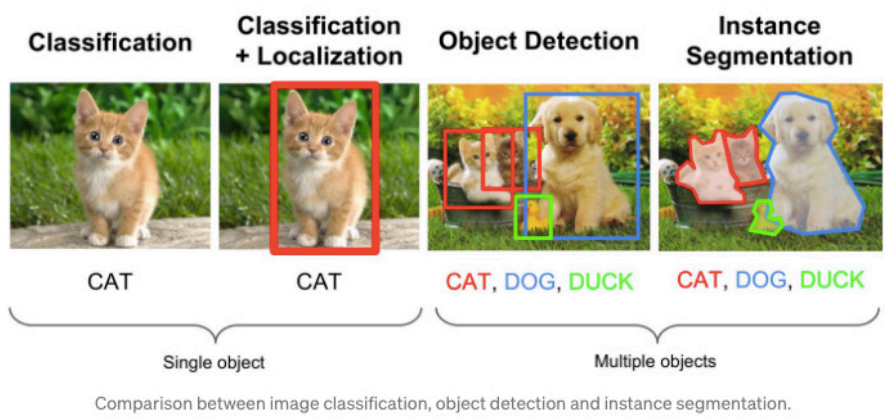 Classification
Classification
+ Localization
Object Detection
Instance
Segmentation
CAT
CAT
CAT, DOG, DUCK
CAT, DOG, DUCK
Single object
Multiple objects
Comparison between image classification, object detection and instance segmentation.